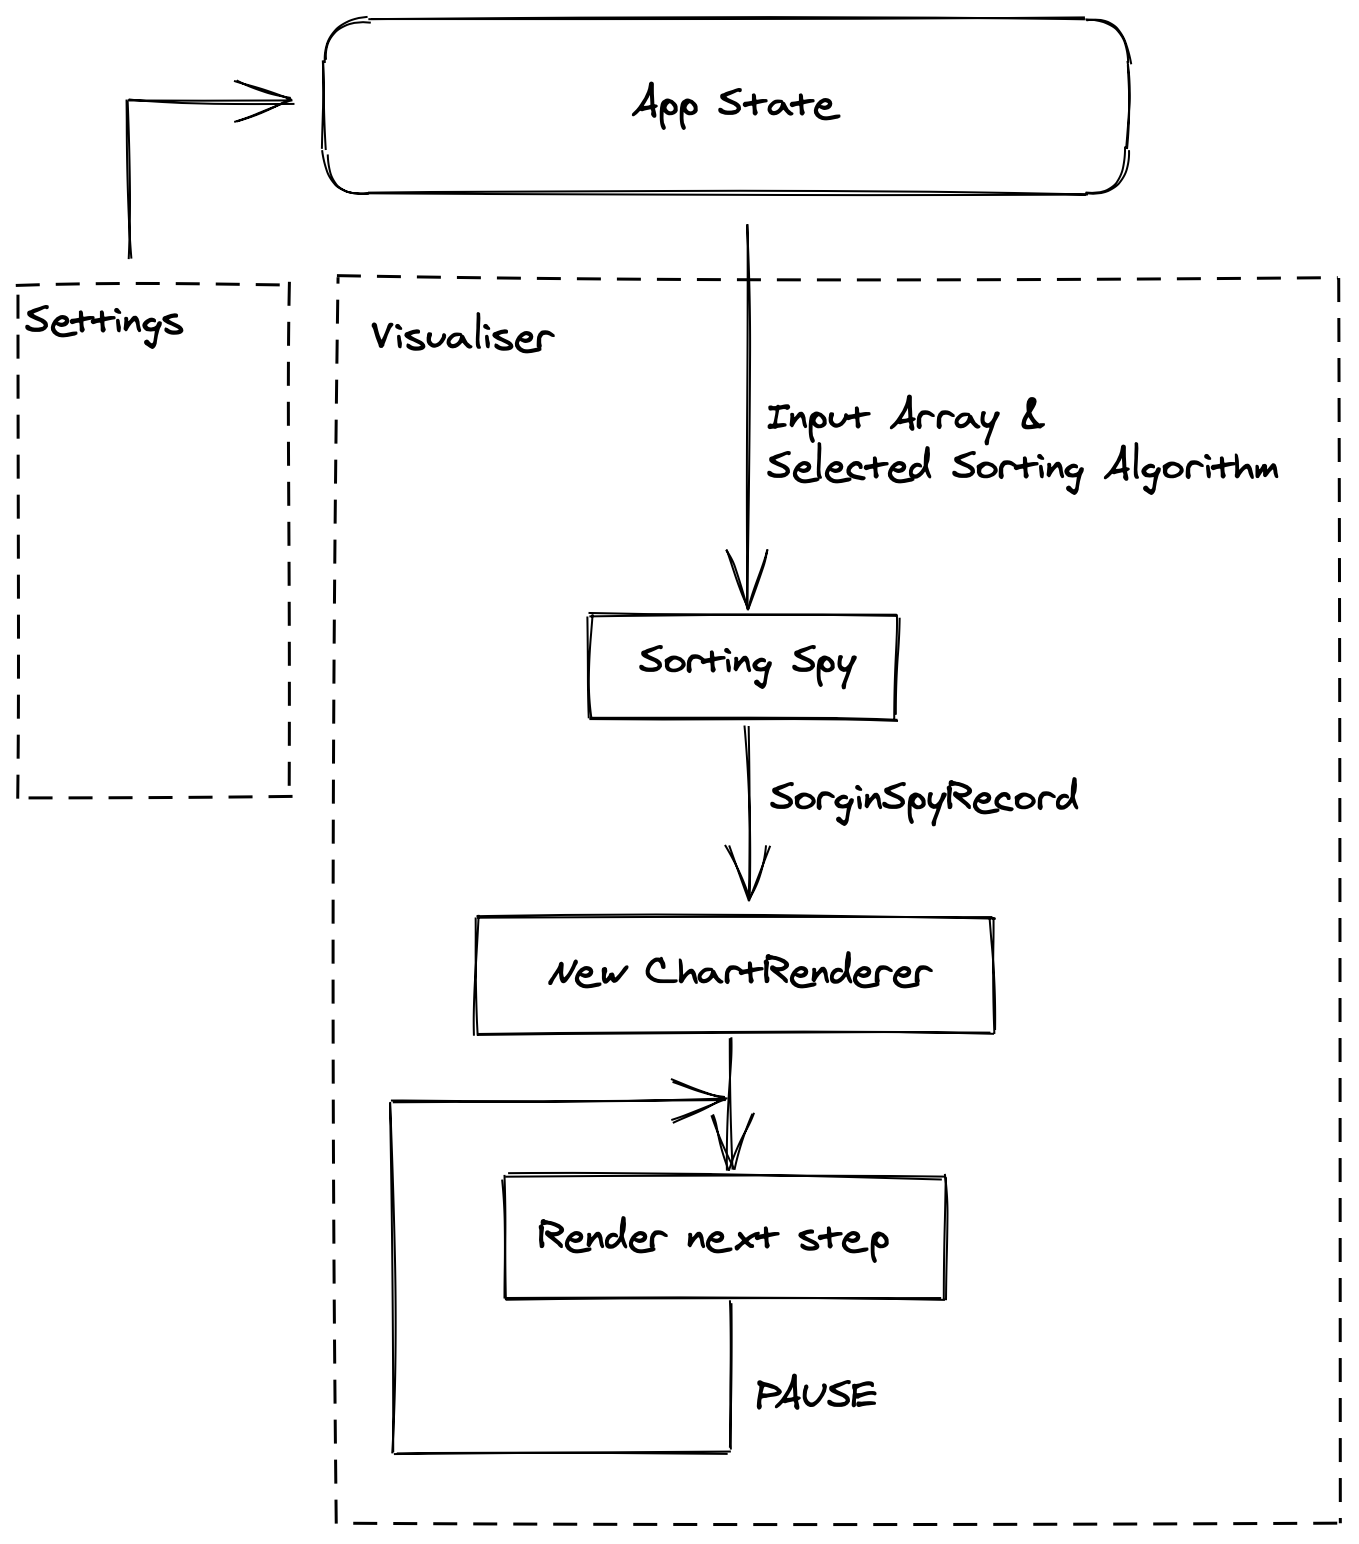 App State
Settings
Visualiser
Input Array &
Selected Sorting Algorithm
Sorting Spy
SorginSpyRecord
New ChartRenderer
Render next step
PAUSE